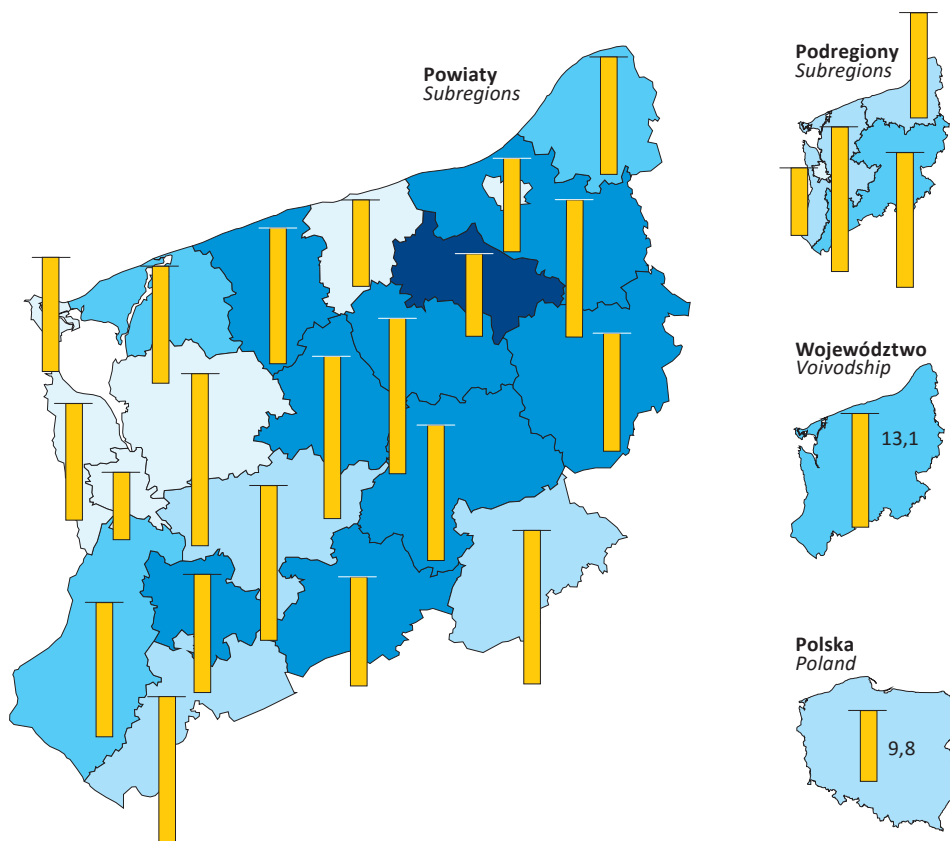 Powiaty
Subregions
Podregiony
Subregions
Województwo
Voivodship
13,1
Polska
Poland
9,8